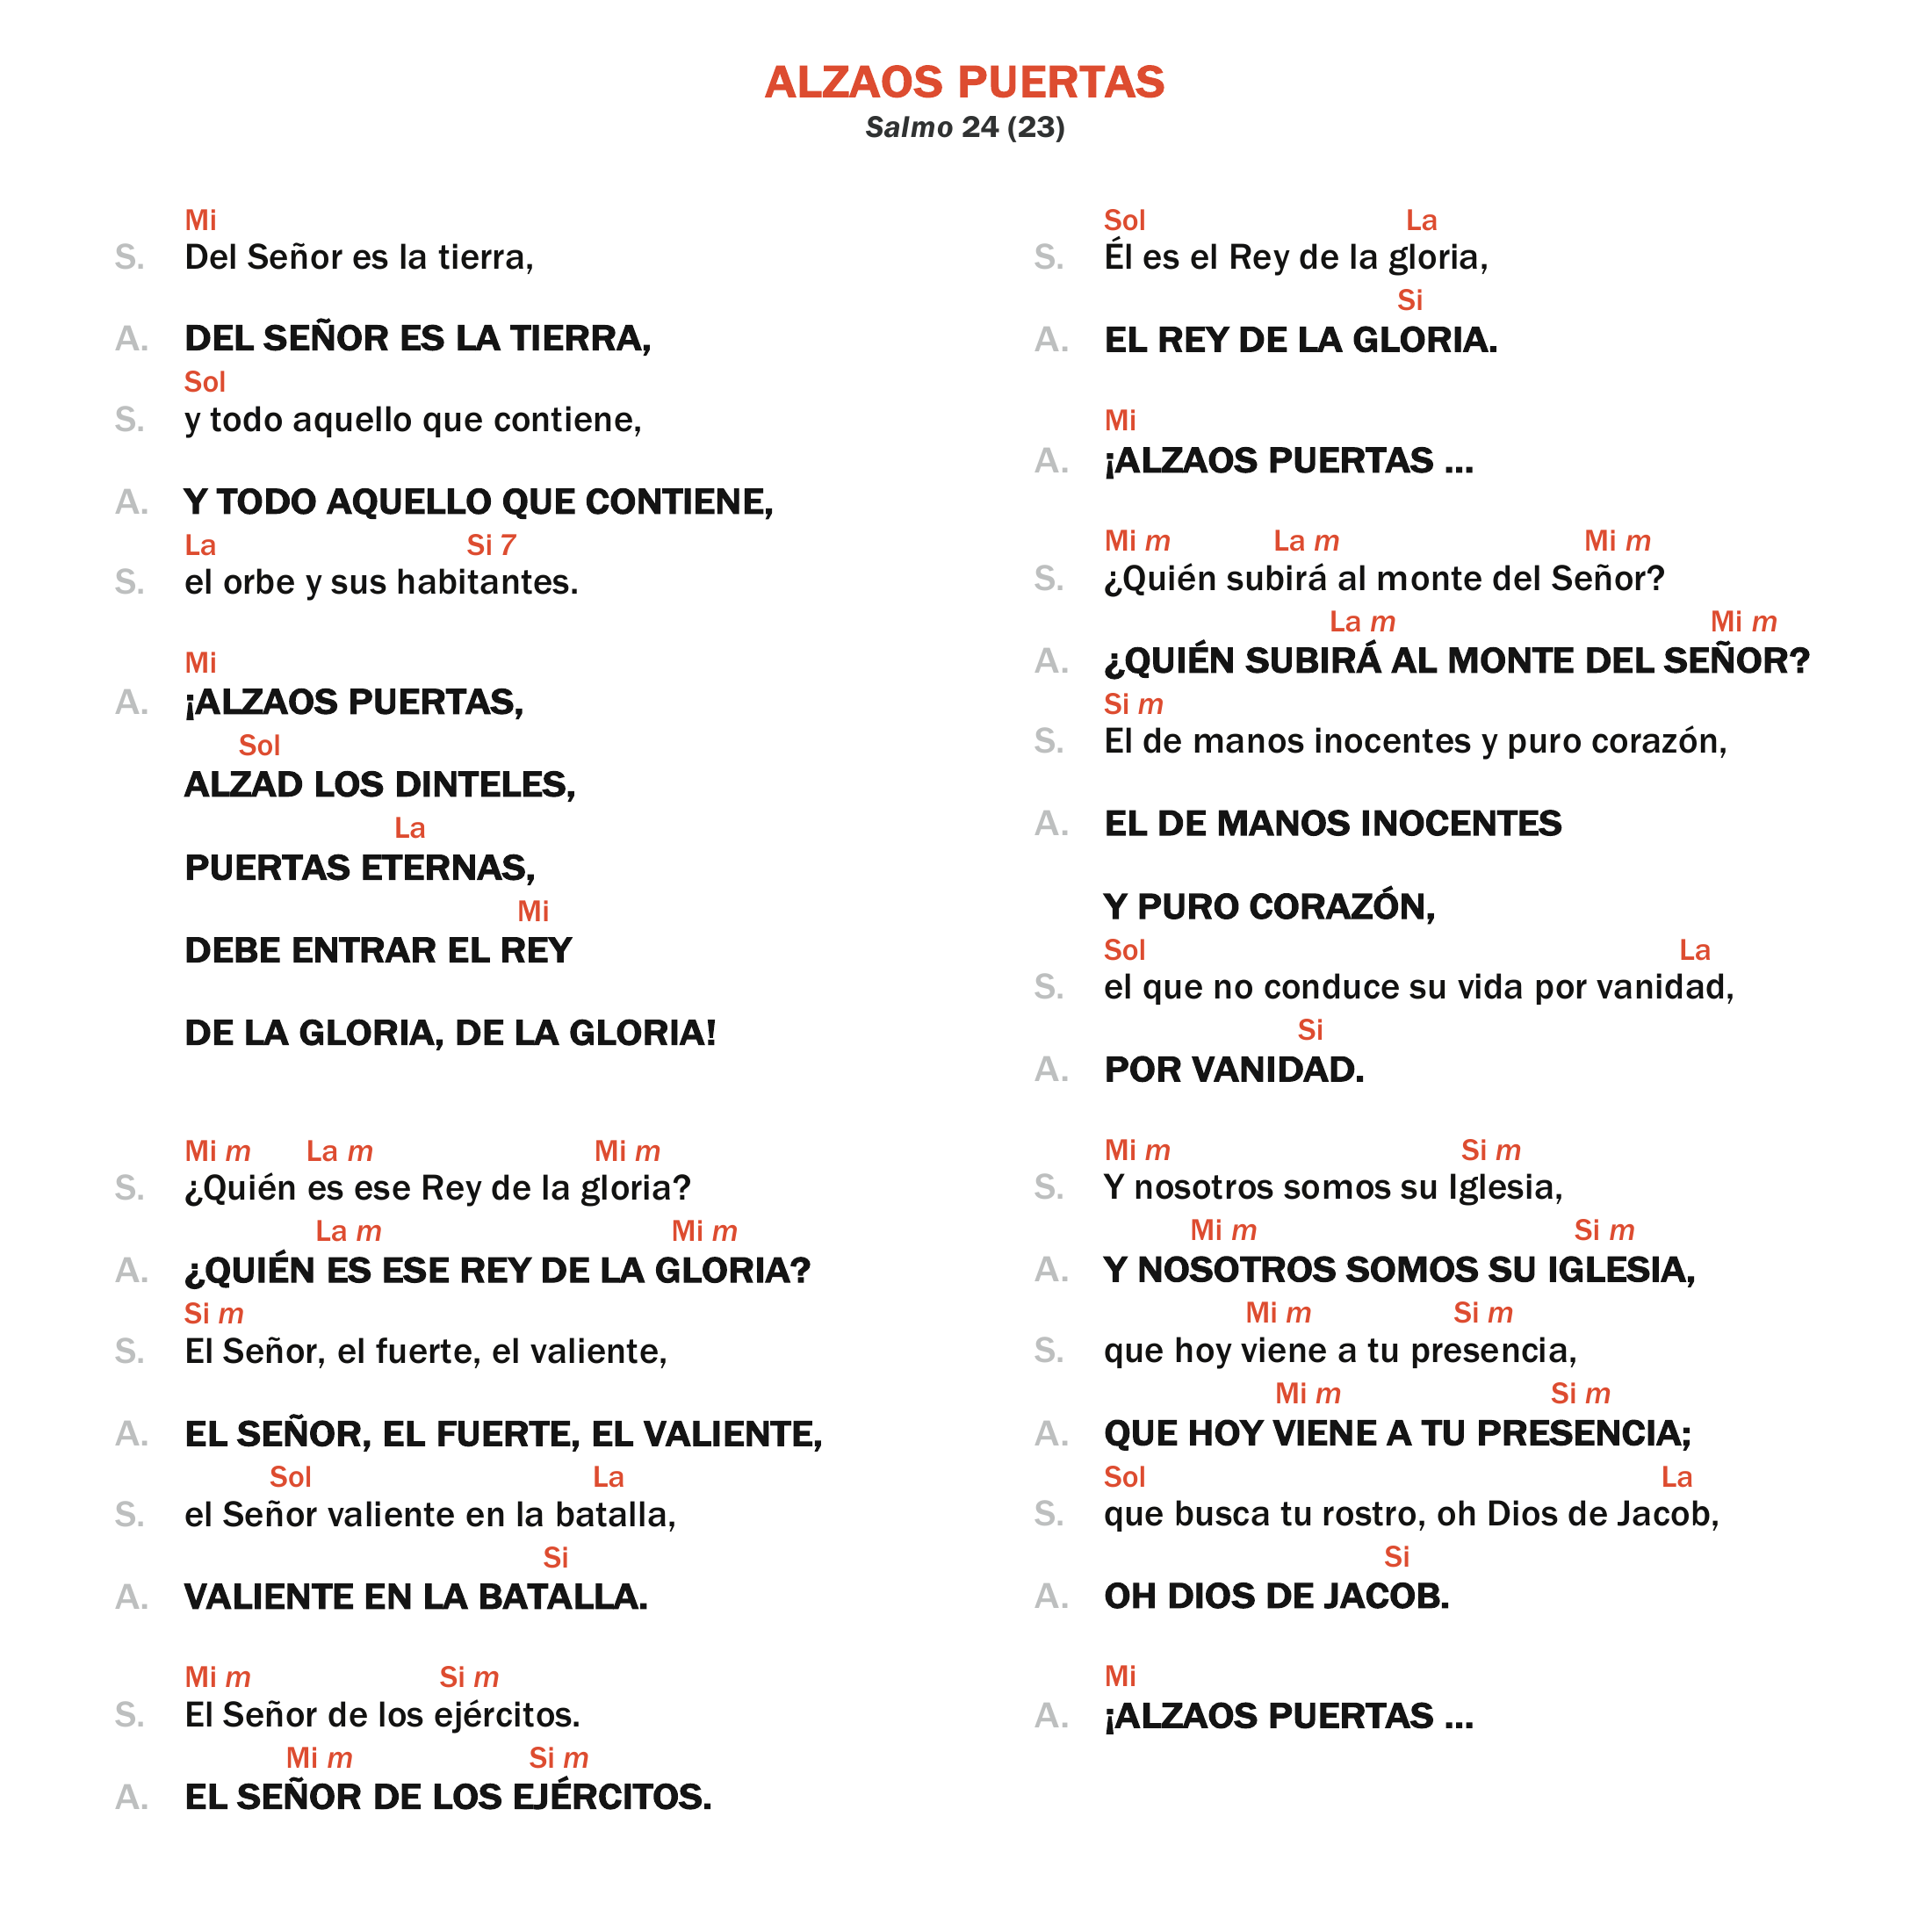 ALZAOS PUERTAS
Salmo 24 (23)
Mi
S. Del Señor es la tierra,
A. DEL SEÑOR ES LA TIERRA,
Sol
S. y todo aquello que contiene,
A. Y TODO AQUELLO QUE CONTIENE,
La Si 7
S. el orbe y sus habitantes.
Mi
A. ¡ALZAOS PUERTAS,
Sol
ALZAD LOS DINTELES,
La
PUERTAS ETERNAS,
Mi
DEBE ENTRAR EL REY
DE LA GLORIA, DE LA GLORIA!
Mi m La m Mi m
S. ¿Quién es ese Rey de la gloria?
La m Mi m
A. ¿QUIÉN ES ESE REY DE LA GLORIA?
Si m
S. El Señor, el fuerte, el valiente,
A. EL SEÑOR, EL FUERTE, EL VALIENTE,
Sol La
S. el Señor valiente en la batalla,
Si
A. VALIENTE EN LA BATALLA.
Mi m Si m
S. El Señor de los ejércitos.
Mi m Si m
A. EL SEÑOR DE LOS EJÉRCITOS.
Sol La
S. Él es el Rey de la gloria,
Si
A. EL REY DE LA GLORIA.
Mi
A. ¡ALZAOS PUERTAS ...
Mi m La m Mi m
S. ¿Quién subirá al monte del Señor?
La m Mi m
A. ¿QUIÉN SUBIRÁ AL MONTE DEL SEÑOR?
Si m
S. El de manos inocentes y puro corazón,
A. EL DE MANOS INOCENTES
Y PURO CORAZÓN,
Sol La
S. el que no conduce su vida por vanidad,
Si
A. POR VANIDAD.
Mi m Si m
S. Y nosotros somos su Iglesia,
Mi m Si m
A. Y NOSOTROS SOMOS SU IGLESIA,
Mi m Si m
S. que hoy viene a tu presencia,
Mi m Si m
A. QUE HOY VIENE A TU PRESENCIA;
Sol La
S. que busca tu rostro, oh Dios de Jacob,
Si
A. OH DIOS DE JACOB.
Mi
A. ¡ALZAOS PUERTAS ...